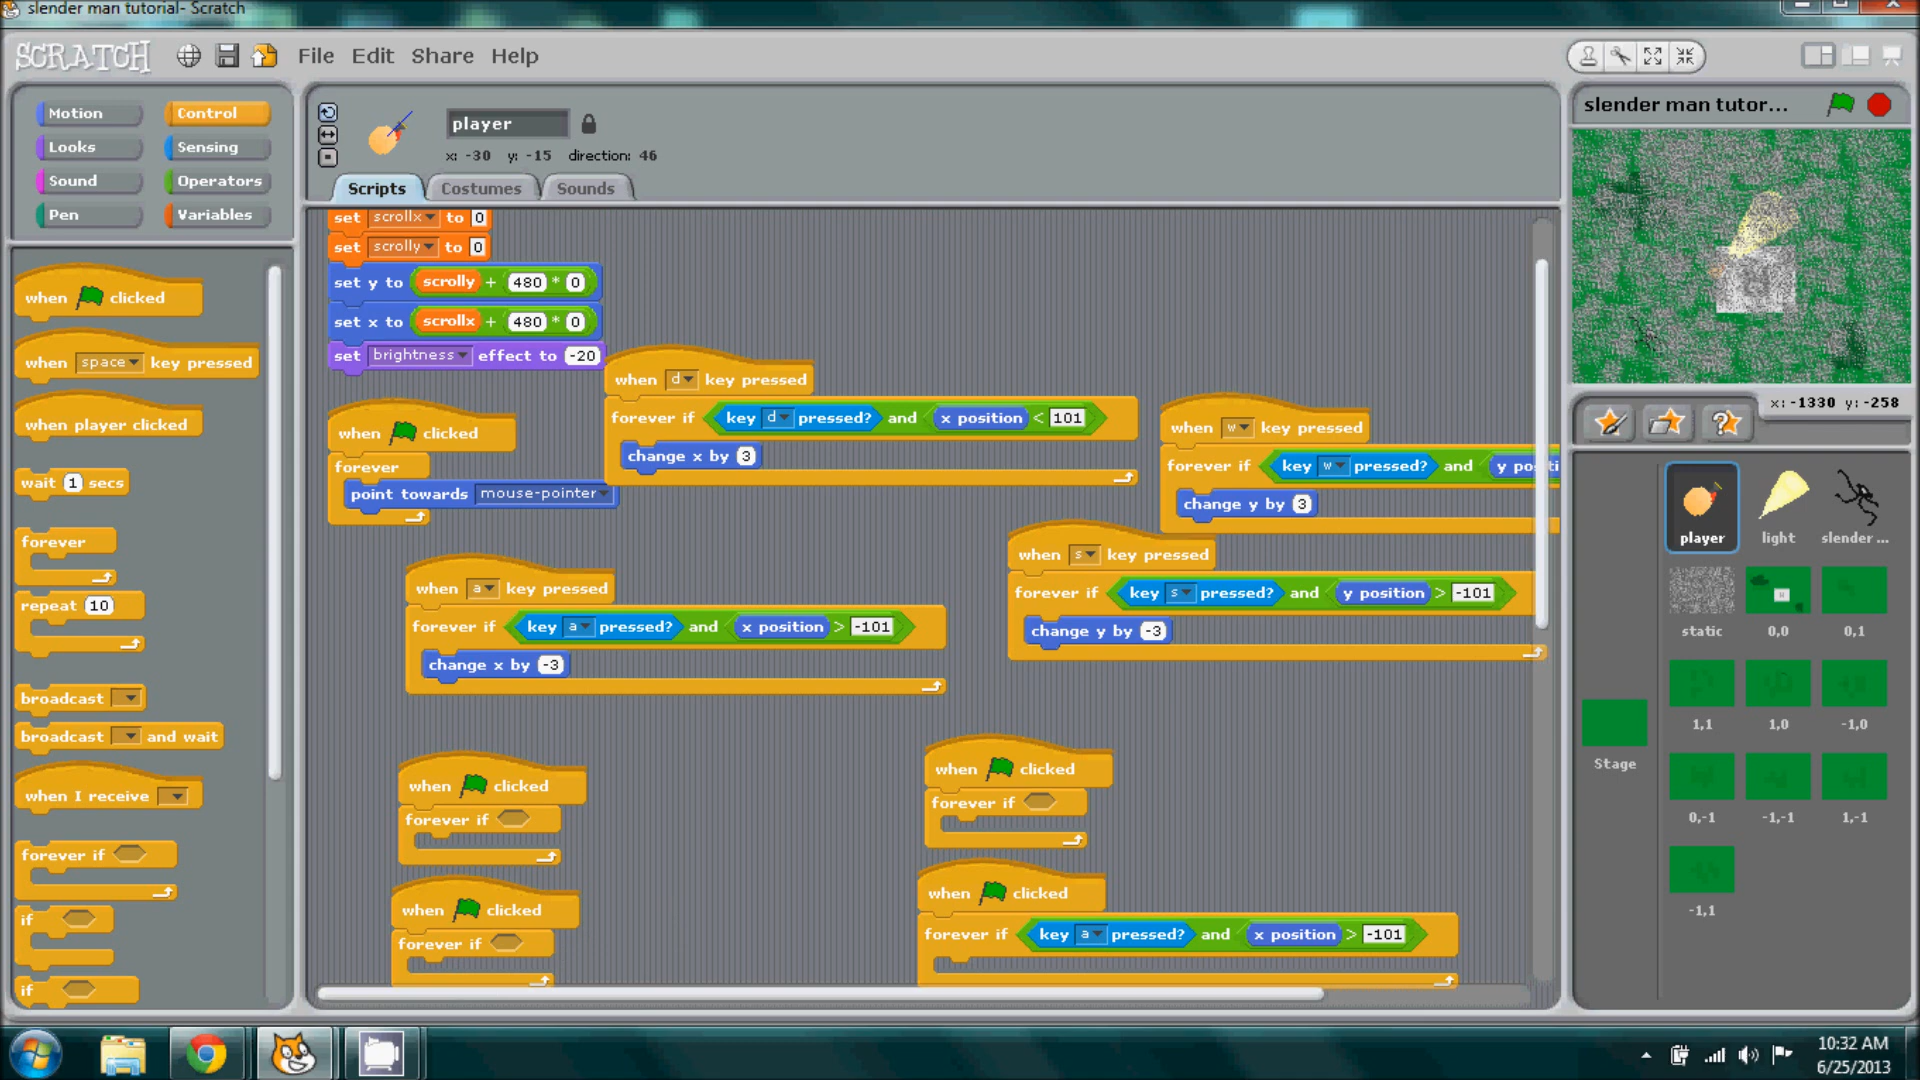 slender man tutorial- Scratch
SCRATCH
File Edit Share Help
Motion Control
Looks Sensing
Sound Operators
Pen Variables
player
x: -30 y: -15 direction: 46
Scripts Costumes Sounds
when clicked
when space key pressed
when player clicked
wait 1 secs
forever
repeat 10
broadcast
broadcast and wait
when I receive
forever if
if
if
set scrollx to 0
set scrolly to 0
set y to scrolly + 480 * 0
set x to scrollx + 480 * 0
set brightness effect to -20
when clicked
forever
point towards mouse-pointer
when d key pressed
forever if key d pressed? and x position < 101
change x by 3
when w key pressed
forever if key w pressed? and
change y by 3
when s key pressed
forever if key s pressed? and y position > -101
change y by -3
when a key pressed
forever if key a pressed? and x position > -101
change x by -3
when clicked
forever if
when clicked
forever if
when clicked
forever if
when clicked
forever if key a pressed? and x position > -101
slender man tutor...
x: -1330 y: -258
player light slender ...
static 0,0 0,1
1,1 1,0 -1,0
Stage
0,-1 -1,-1 1,-1
-1,1
10:32 AM
6/25/2013